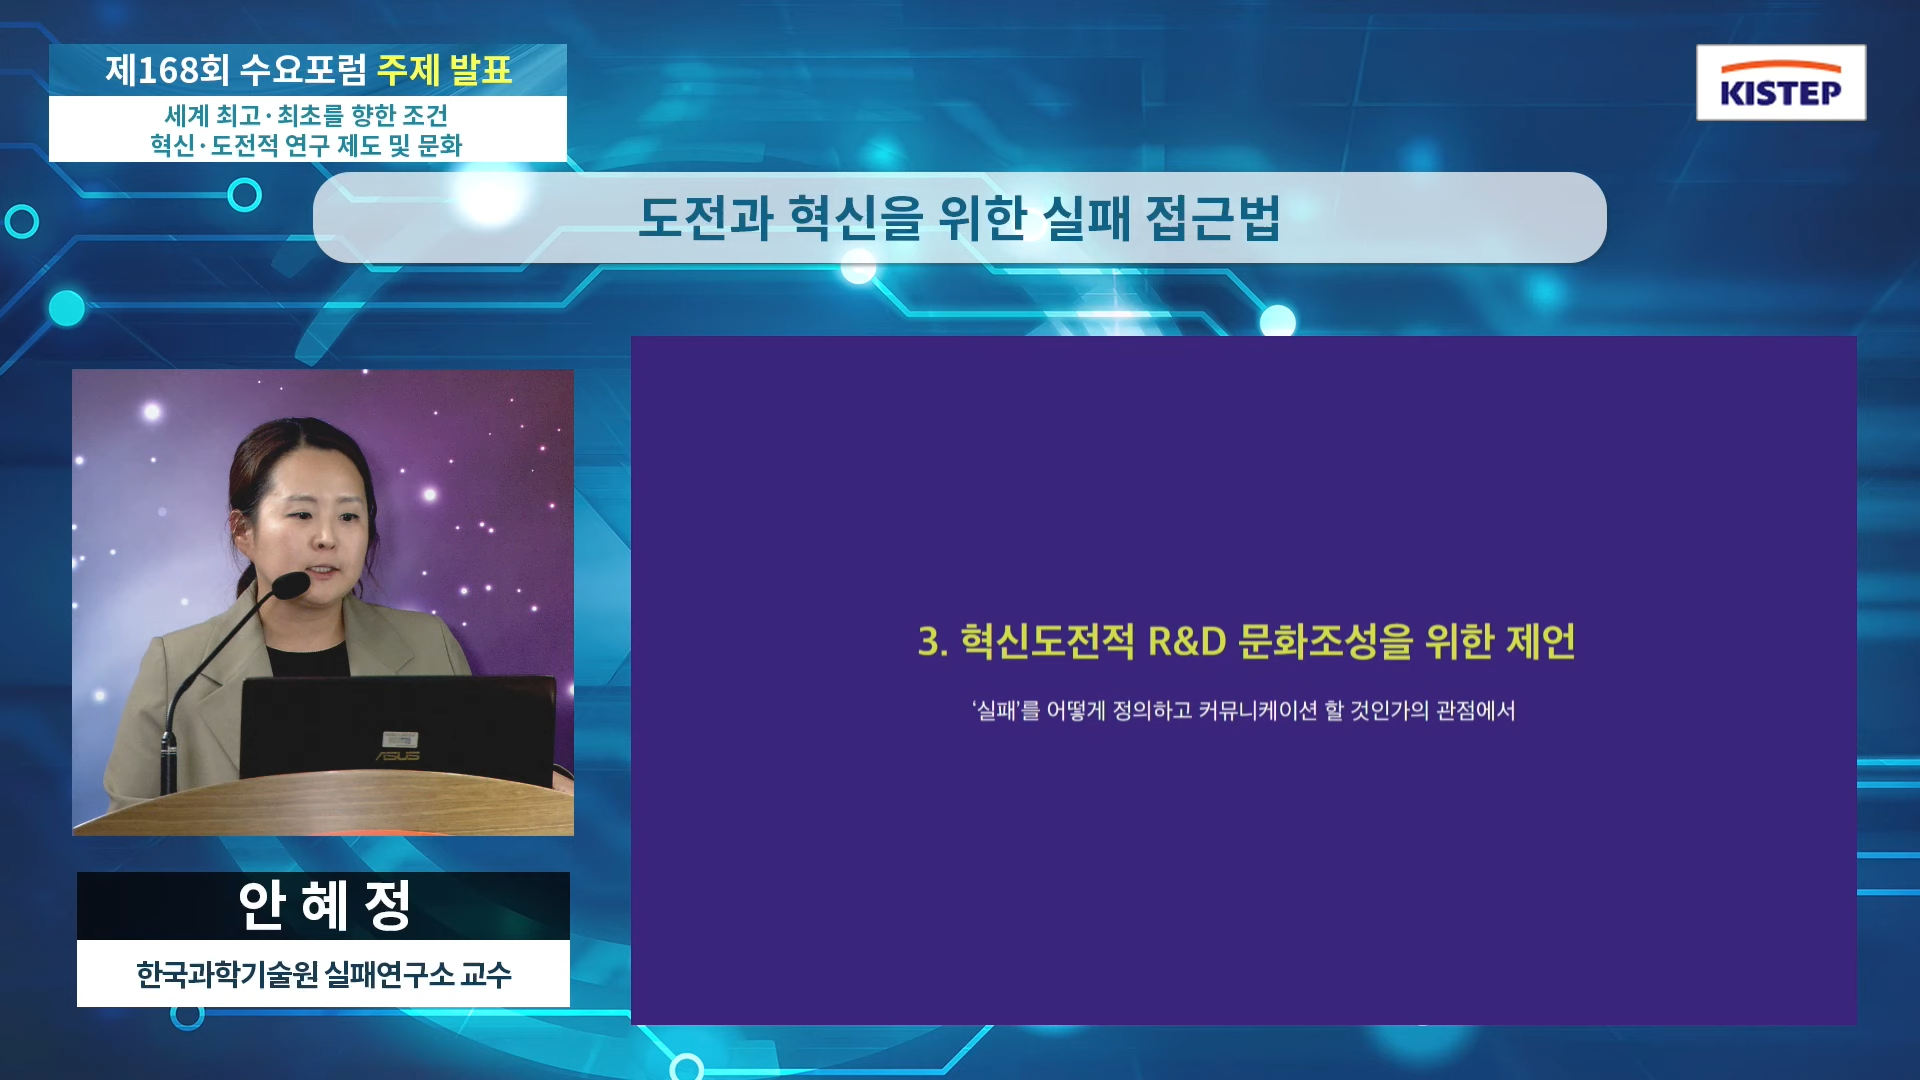 제168회 수요포럼 주제 발표
세계 최고·최초를 향한 조건
혁신·도전적 연구 제도 및 문화
KISTEP
도전과 혁신을 위한 실패 접근법
3. 혁신도전적 R&D 문화조성을 위한 제언
‘실패’를 어떻게 정의하고 커뮤니케이션 할 것인가의 관점에서
ASUS
안혜정
한국과학기술원 실패연구소 교수